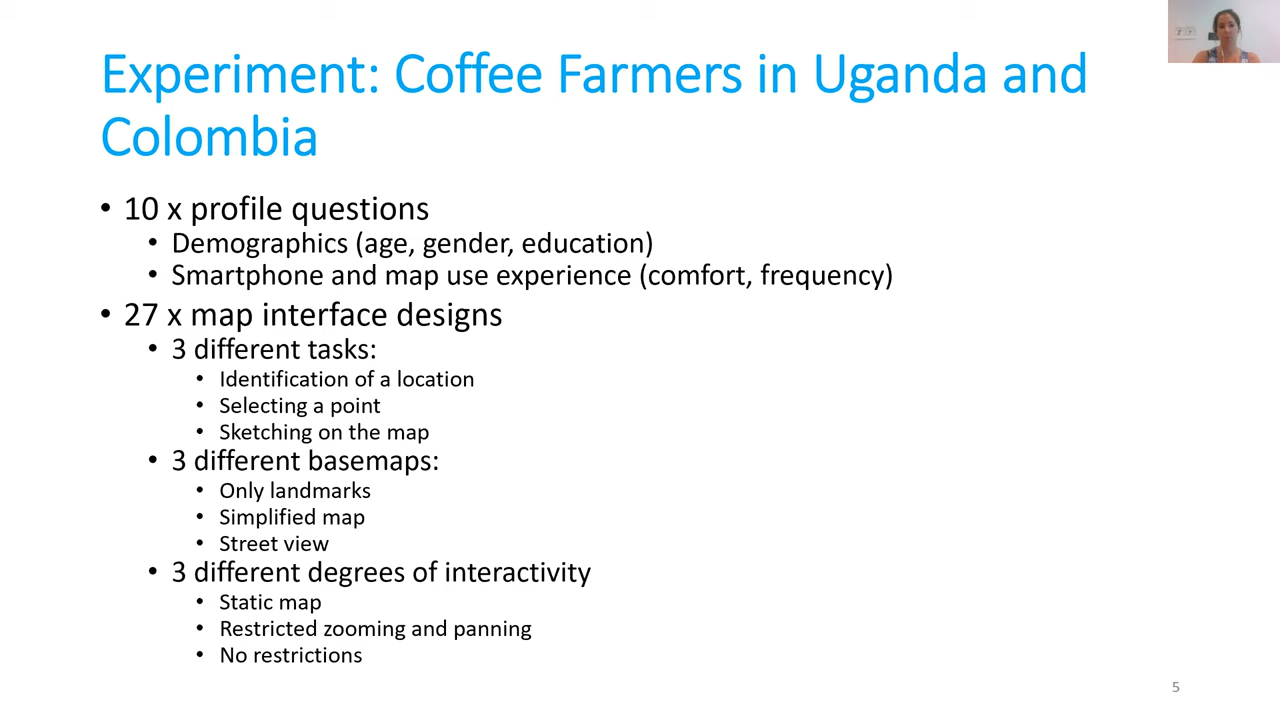 Experiment: Coffee Farmers in Uganda and
Colombia
• 10 x profile questions
• Demographics (age, gender, education)
• Smartphone and map use experience (comfort, frequency)
• 27 x map interface designs
• 3 different tasks:
• Identification of a location
• Selecting a point
• Sketching on the map
• 3 different basemaps:
• Only landmarks
• Simplified map
• Street view
• 3 different degrees of interactivity
• Static map
• Restricted zooming and panning
• No restrictions
5